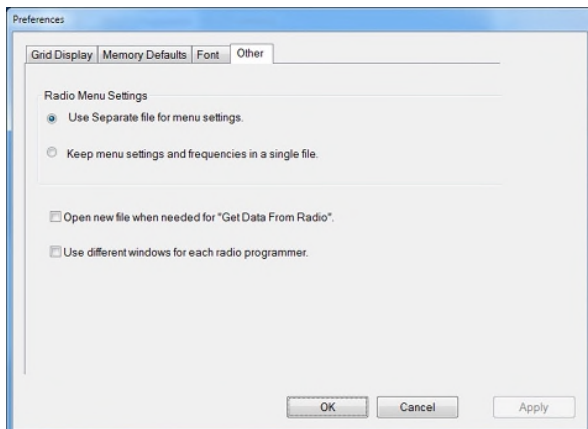 Preferences
Grid Display Memory Defaults Font Other
Radio Menu Settings
Use Separate file for menu settings.
Keep menu settings and frequencies in a single file.
Open new file when needed for "Get Data From Radio".
Use different windows for each radio programmer.
OK Cancel Apply